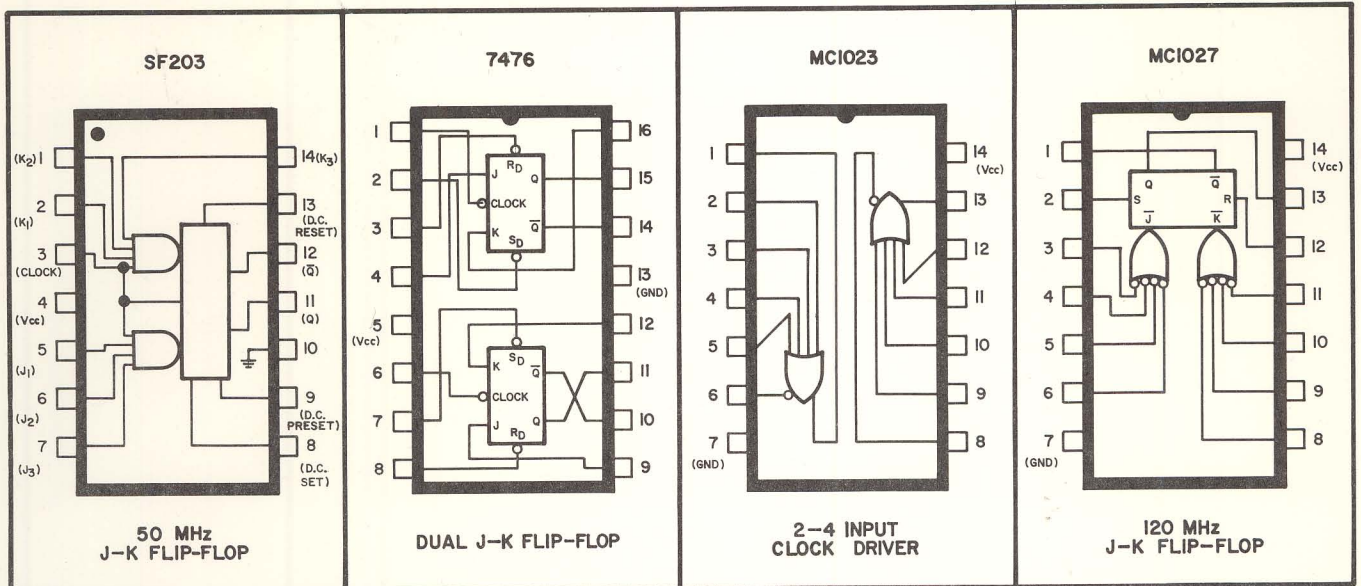 SF203
(K2) 1
14 (K3)
2
(K1)
13
(D.C.
RESET)
3
(CLOCK)
12
(Q̅)
4
(Vcc)
11
(Q)
5
(J1)
10
6
(J2)
9
(D.C.
PRESET)
7
(J3)
8
(D.C.
SET)
50 MHz
J-K FLIP-FLOP
7476
1
16
2
15
3
14
4
13
(GND)
5
(Vcc)
12
6
11
7
10
8
9
RD
J
Q
CLOCK
K
Q̅
SD
SD
K
Q̅
CLOCK
J
Q
RD
DUAL J-K FLIP-FLOP
MC1023
1
14
(Vcc)
2
13
3
12
4
11
5
10
6
9
7
(GND)
8
2-4 INPUT
CLOCK DRIVER
MC1027
1
14
(Vcc)
2
13
3
12
4
11
5
10
6
9
7
(GND)
8
Q
Q̅
S
R
J̅
K̅
120 MHz
J-K FLIP-FLOP